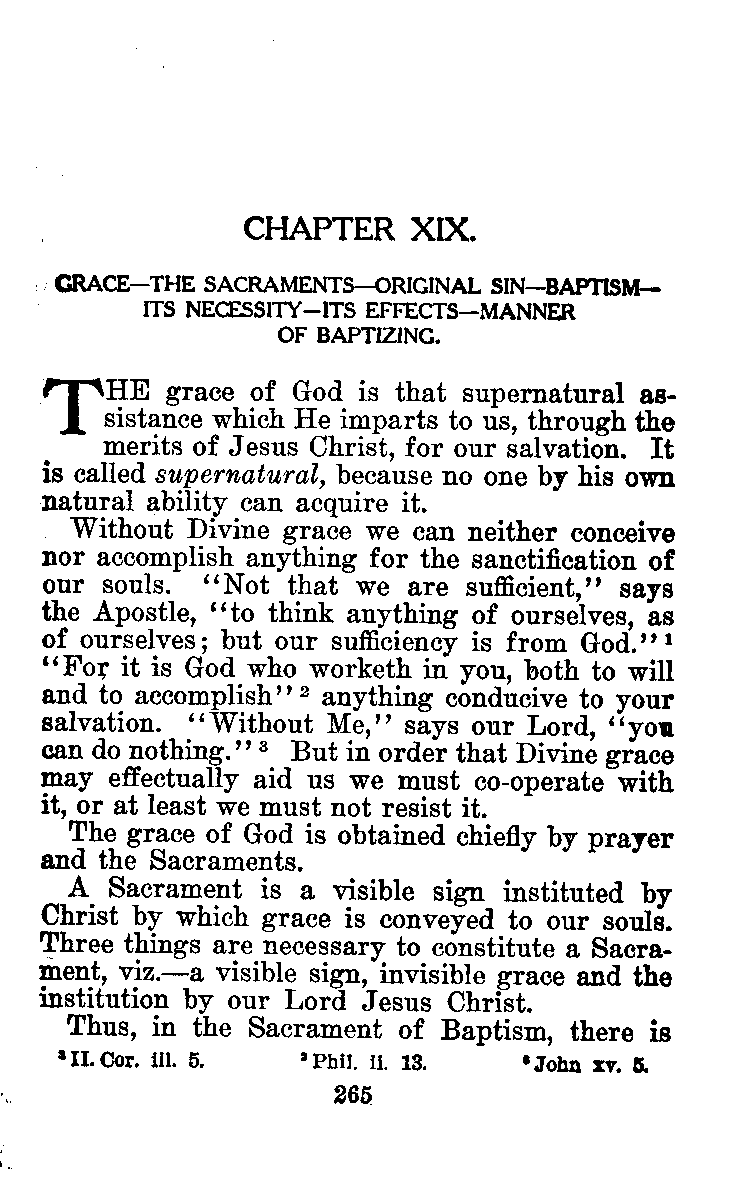 CHAPTER XIX.
GRACE—THE SACRAMENTS—ORIGINAL SIN—BAPTISM—
ITS NECESSITY—ITS EFFECTS—MANNER
OF BAPTIZING.
THE grace of God is that supernatural as-
sistance which He imparts to us, through the
merits of Jesus Christ, for our salvation. It
is called supernatural, because no one by his own
natural ability can acquire it.
Without Divine grace we can neither conceive
nor accomplish anything for the sanctification of
our souls. “Not that we are sufficient,” says
the Apostle, “to think anything of ourselves, as
of ourselves; but our sufficiency is from God.”¹
“For it is God who worketh in you, both to will
and to accomplish”² anything conducive to your
salvation. “Without Me,” says our Lord, “you
can do nothing.”³ But in order that Divine grace
may effectually aid us we must co-operate with
it, or at least we must not resist it.
The grace of God is obtained chiefly by prayer
and the Sacraments.
A Sacrament is a visible sign instituted by
Christ by which grace is conveyed to our souls.
Three things are necessary to constitute a Sacra-
ment, viz.—a visible sign, invisible grace and the
institution by our Lord Jesus Christ.
Thus, in the Sacrament of Baptism, there is
¹II. Cor. iii. 5. ²Phil. ii. 13. ³John xv. 5.
265